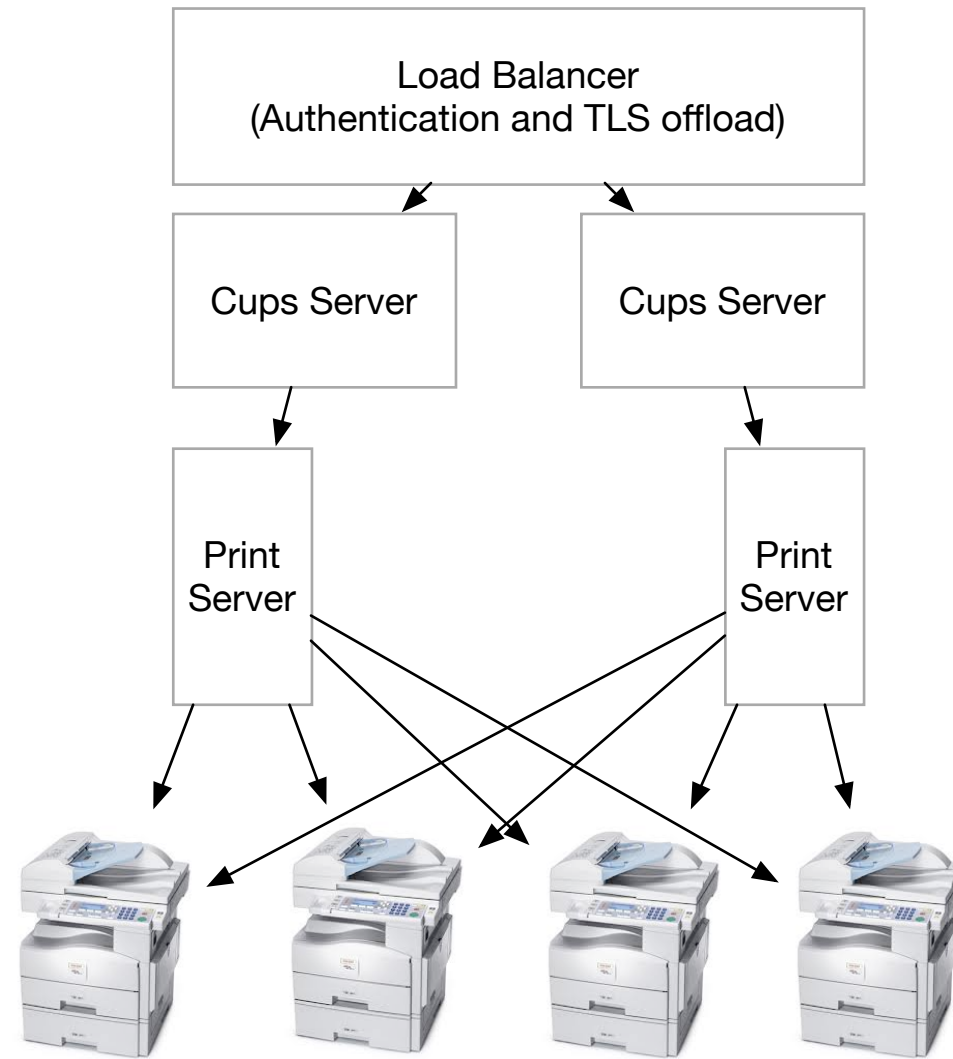 Load Balancer
(Authentication and TLS offload)
Cups Server
Cups Server
Print
Server
Print
Server